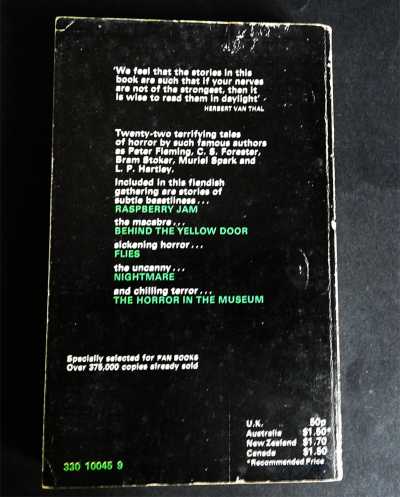 'We feel that the stories in this
book are such that if your nerves
are not of the strongest, then it
is wise to read them in daylight'
HERBERT VAN THAL
Twenty-two terrifying tales
of horror by such famous authors
as Peter Fleming, C. S. Forester,
Bram Stoker, Muriel Spark and
L. P. Hartley.
Included in this fiendish
gathering are stories of
subtle beastliness...
RASPBERRY JAM
the macabre...
BEHIND THE YELLOW DOOR
sickening horror...
FLIES
the uncanny...
NIGHTMARE
and chilling terror...
THE HORROR IN THE MUSEUM
Specially selected for PAN BOOKS
Over 375,000 copies already sold
U.K. 50p
Australia $1.60*
New Zealand $1.70
Canada $1.50
*Recommended Price
330 10045 9